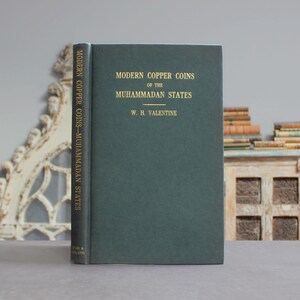 MODERN COPPER COINS
OF THE
MUHAMMADAN STATES
W. H. VALENTINE
MODERN COPPER COINS—MUHAMMADAN STATES